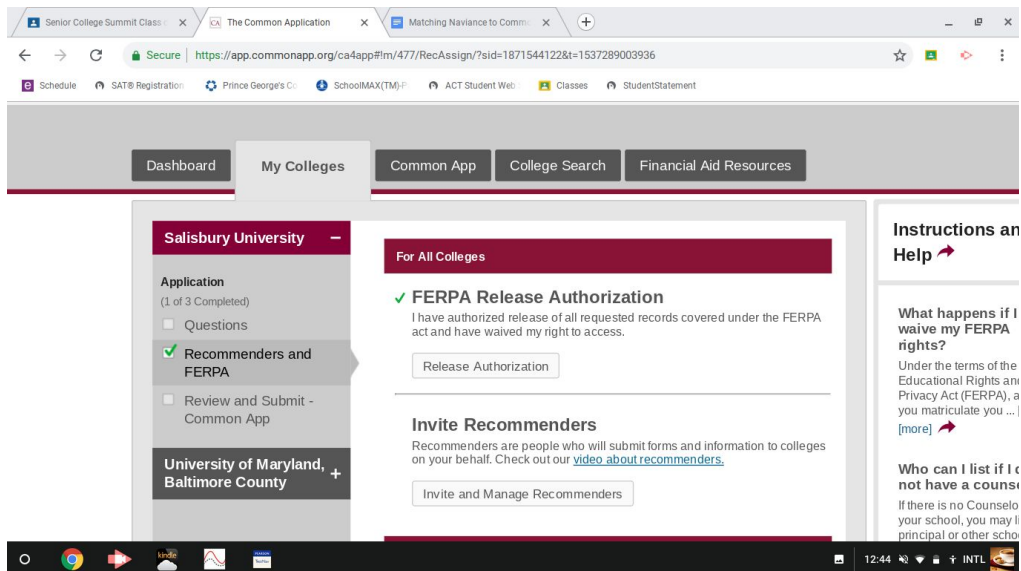 Senior College Summit Class
The Common Application
Matching Naviance to Comm
Secure https://app.commonapp.org/ca4app#!m/477/RecAssign/?sid=1871544122&t=1537289003936
Schedule SAT® Registration Prince George's Co SchoolMAX(TM)-P ACT Student Web Classes StudentStatement
Dashboard My Colleges Common App College Search Financial Aid Resources
Salisbury University
Application
(1 of 3 Completed)
Questions
Recommenders and
FERPA
Review and Submit -
Common App
University of Maryland,
Baltimore County
For All Colleges
FERPA Release Authorization
I have authorized release of all requested records covered under the FERPA
act and have waived my right to access.
Release Authorization
Invite Recommenders
Recommenders are people who will submit forms and information to colleges
on your behalf. Check out our video about recommenders.
Invite and Manage Recommenders
Instructions an
Help
What happens if I
waive my FERPA
rights?
Under the terms of the
Educational Rights and
Privacy Act (FERPA), a
you matriculate you ... [
[more]
Who can I list if I d
not have a counse
If there is no Counselo
your school, you may li
principal or other scho
kindle
12:44 INTL